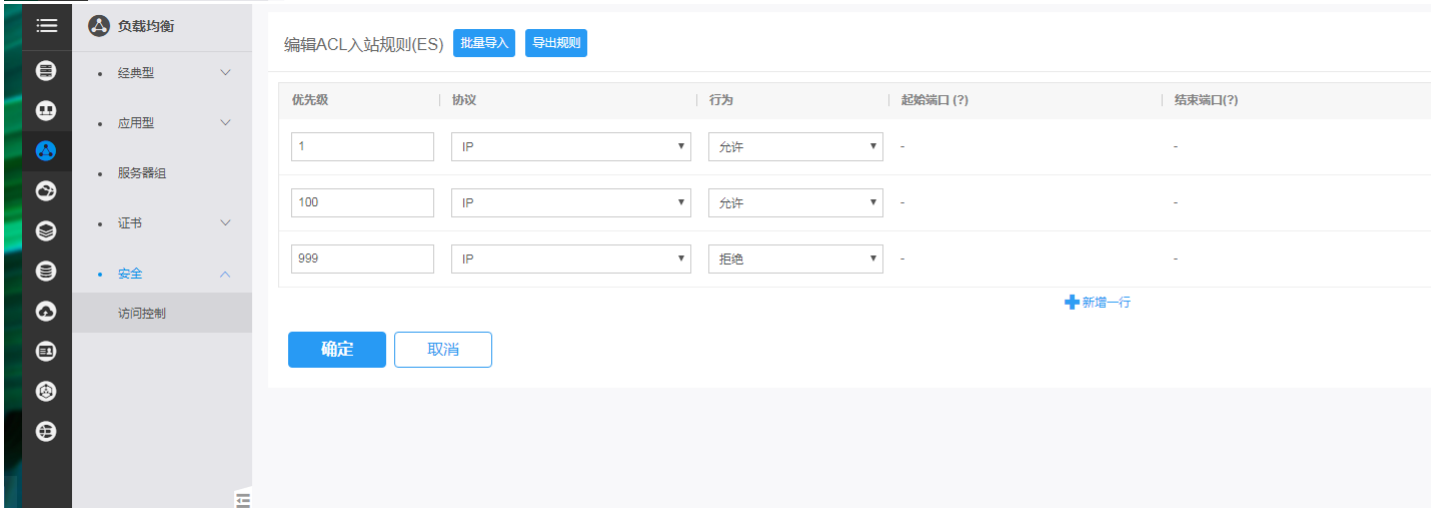 负载均衡
经典型
应用型
服务器组
证书
安全
访问控制
编辑ACL入站规则(ES) 批量导入 导出规则
优先级 协议 行为 起始端口 (?) 结束端口(?)
1 IP 允许 - -
100 IP 允许 - -
999 IP 拒绝 - -
新增一行
确定 取消